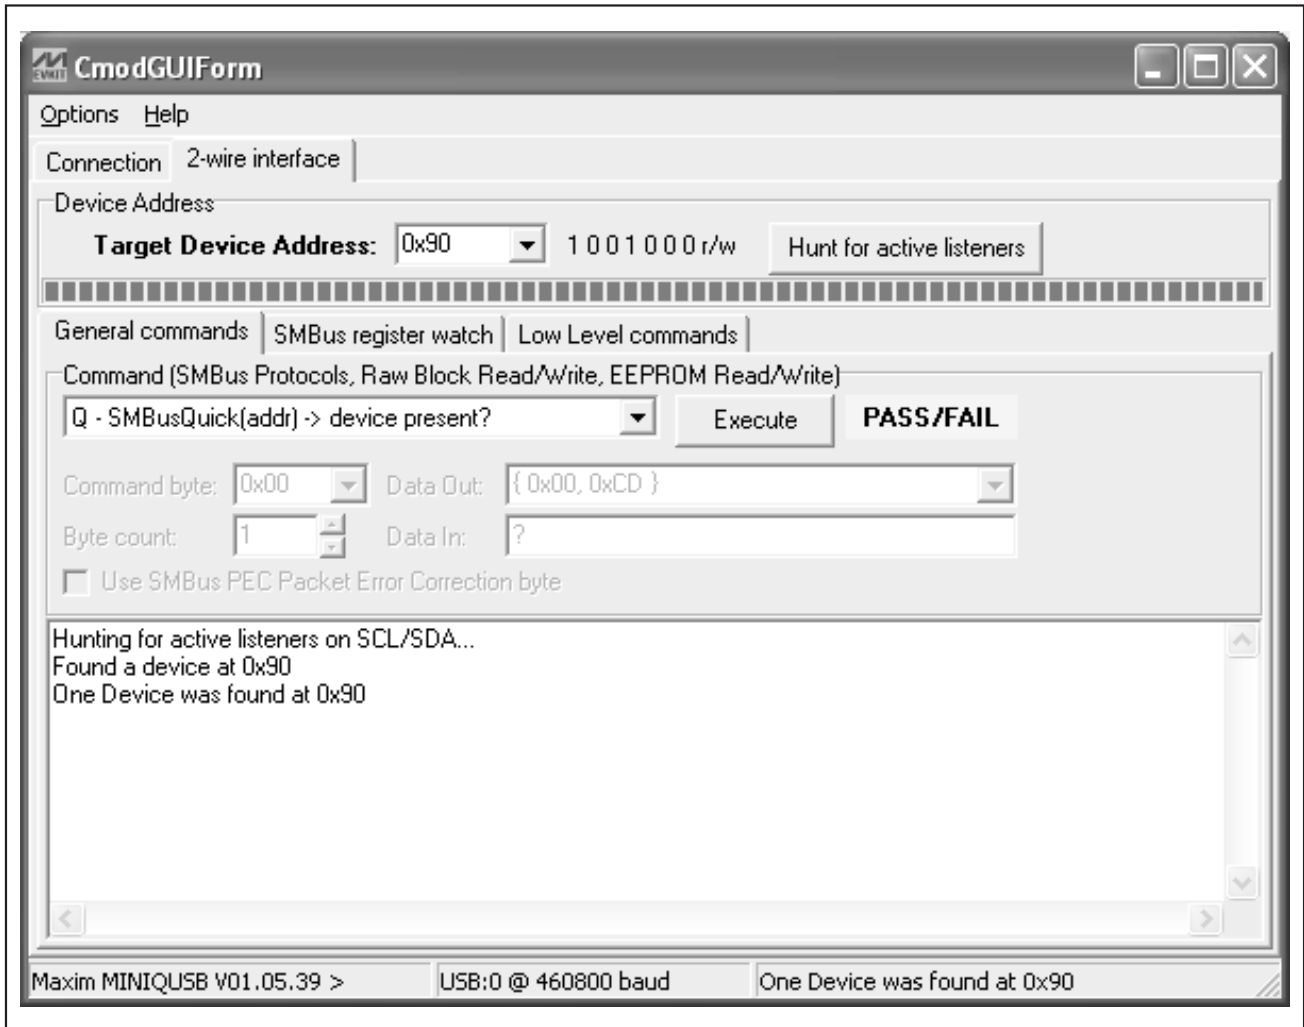 EVKIT CmodGUIForm
Options Help
Connection 2-wire interface
Device Address
Target Device Address: 0x90 1 0 0 1 0 0 0 r/w Hunt for active listeners
General commands SMBus register watch Low Level commands
Command (SMBus Protocols, Raw Block Read/Write, EEPROM Read/Write)
Q - SMBusQuick(addr) -> device present? Execute PASS/FAIL
Command byte: 0x00 Data Out: { 0x00, 0xCD }
Byte count: 1 Data In: ?
Use SMBus PEC Packet Error Correction byte
Hunting for active listeners on SCL/SDA...
Found a device at 0x90
One Device was found at 0x90
Maxim MINIQUSB V01.05.39 > USB:0 @ 460800 baud One Device was found at 0x90